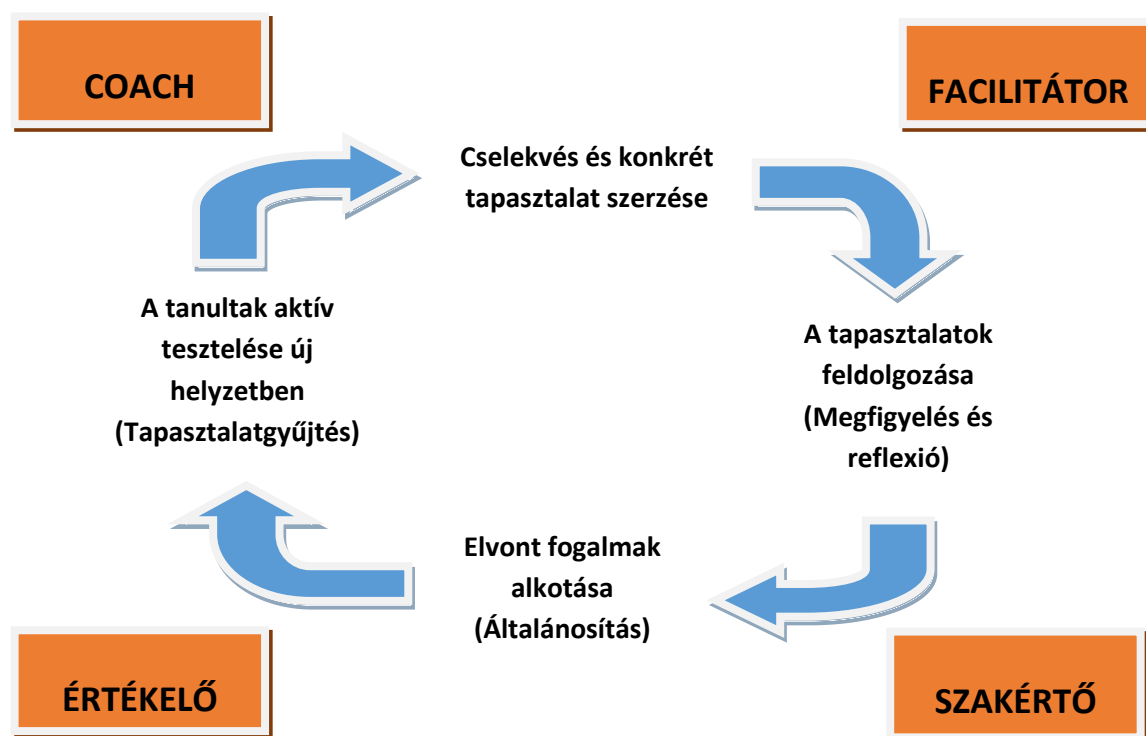 COACH
FACILITÁTOR
Cselekvés és konkrét
tapasztalat szerzése
A tanultak aktív
tesztelése új
helyzetben
(Tapasztalatgyűjtés)
A tapasztalatok
feldolgozása
(Megfigyelés és
reflexió)
Elvont fogalmak
alkotása
(Általánosítás)
ÉRTÉKELŐ
SZAKÉRTŐ